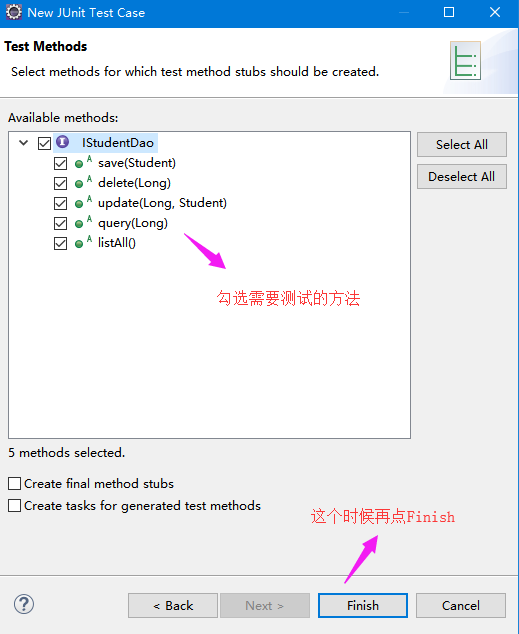 New JUnit Test Case
Test Methods
Select methods for which test method stubs should be created.
Available methods:
I IStudentDao
A save(Student)
A delete(Long)
A update(Long, Student)
A query(Long)
A listAll()
Select All
Deselect All
勾选需要测试的方法
5 methods selected.
Create final method stubs
Create tasks for generated test methods
这个时候再点Finish
?
< Back
Next >
Finish
Cancel